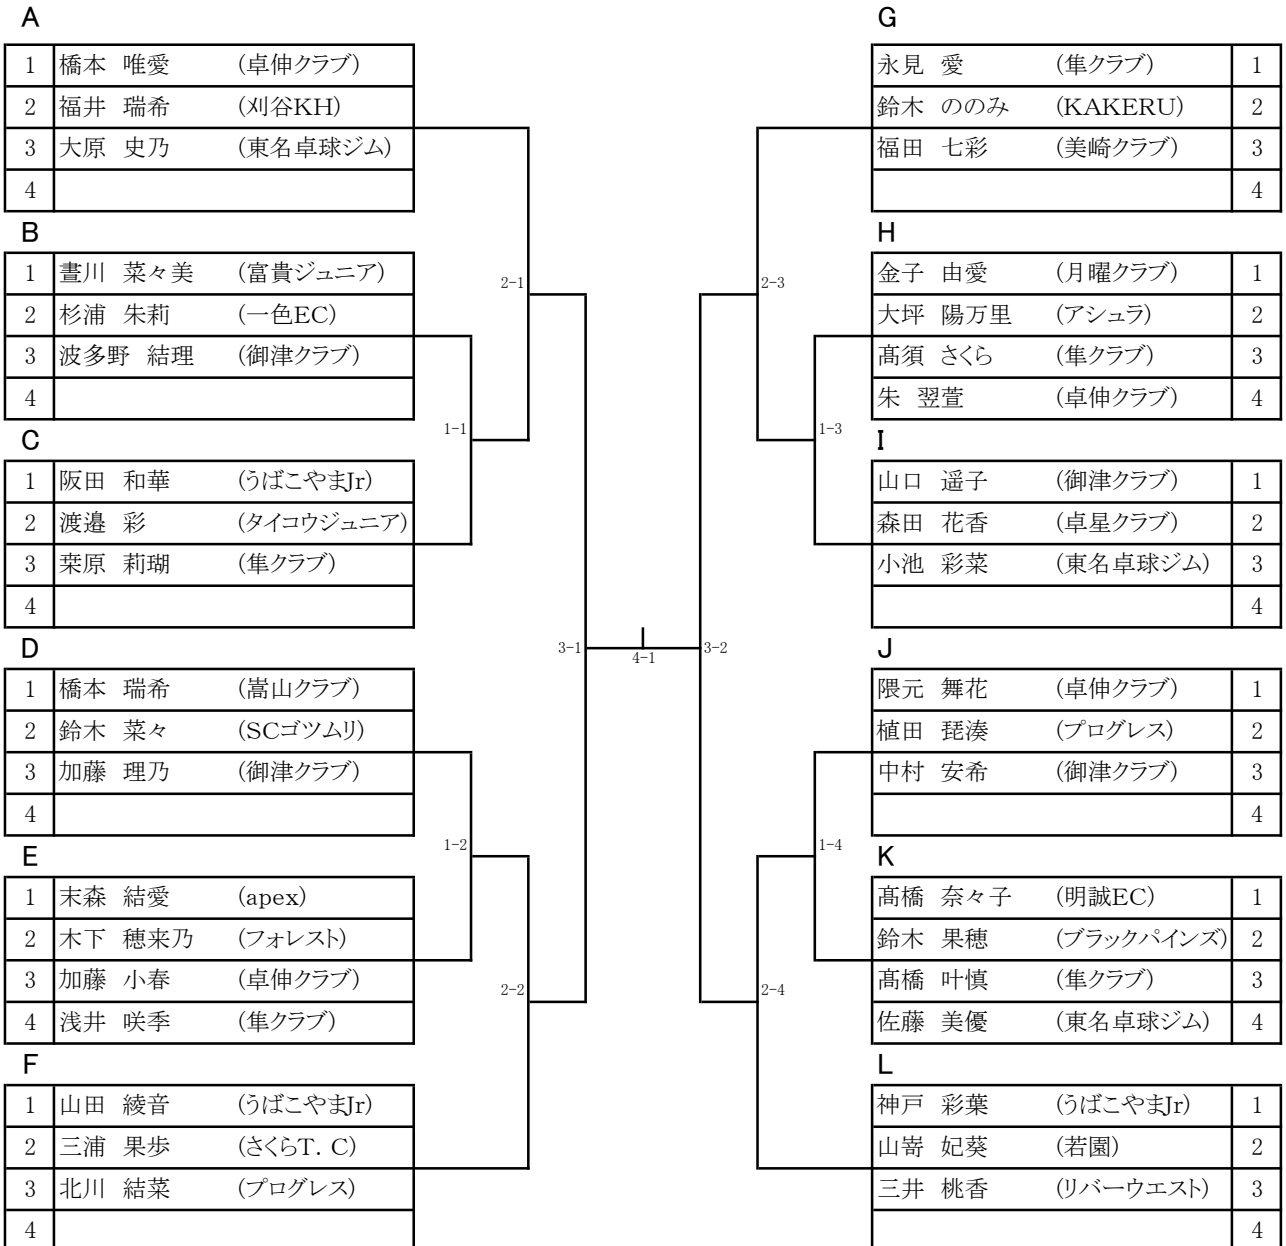 A
1 橋本 唯愛 (卓伸クラブ)
2 福井 瑞希 (刈谷KH)
3 大原 史乃 (東名卓球ジム)
4
B
1 晝川 菜々美 (富貴ジュニア)
2 杉浦 朱莉 (一色EC)
3 波多野 結理 (御津クラブ)
4
C
1 阪田 和華 (うばこやまJr)
2 渡邉 彩 (タイコウジュニア)
3 桒原 莉瑚 (隼クラブ)
4
D
1 橋本 瑞希 (嵩山クラブ)
2 鈴木 菜々 (SCゴツムリ)
3 加藤 理乃 (御津クラブ)
4
E
1 末森 結愛 (apex)
2 木下 穂来乃 (フォレスト)
3 加藤 小春 (卓伸クラブ)
4 浅井 咲季 (隼クラブ)
F
1 山田 綾音 (うばこやまJr)
2 三浦 果歩 (さくらT. C)
3 北川 結菜 (プログレス)
4
2-1
1-1
3-1
1-2
2-2
4-1
2-3
1-3
3-2
1-4
2-4
G
永見 愛 (隼クラブ) 1
鈴木 ののみ (KAKERU) 2
福田 七彩 (美崎クラブ) 3
4
H
金子 由愛 (月曜クラブ) 1
大坪 陽万里 (アシュラ) 2
髙須 さくら (隼クラブ) 3
朱 翌萱 (卓伸クラブ) 4
I
山口 遥子 (御津クラブ) 1
森田 花香 (卓星クラブ) 2
小池 彩菜 (東名卓球ジム) 3
4
J
隈元 舞花 (卓伸クラブ) 1
植田 琵湊 (プログレス) 2
中村 安希 (御津クラブ) 3
4
K
髙橋 奈々子 (明誠EC) 1
鈴木 果穂 (ブラックパインズ) 2
髙橋 叶慎 (隼クラブ) 3
佐藤 美優 (東名卓球ジム) 4
L
神戸 彩葉 (うばこやまJr) 1
山嵜 妃葵 (若園) 2
三井 桃香 (リバーウエスト) 3
4